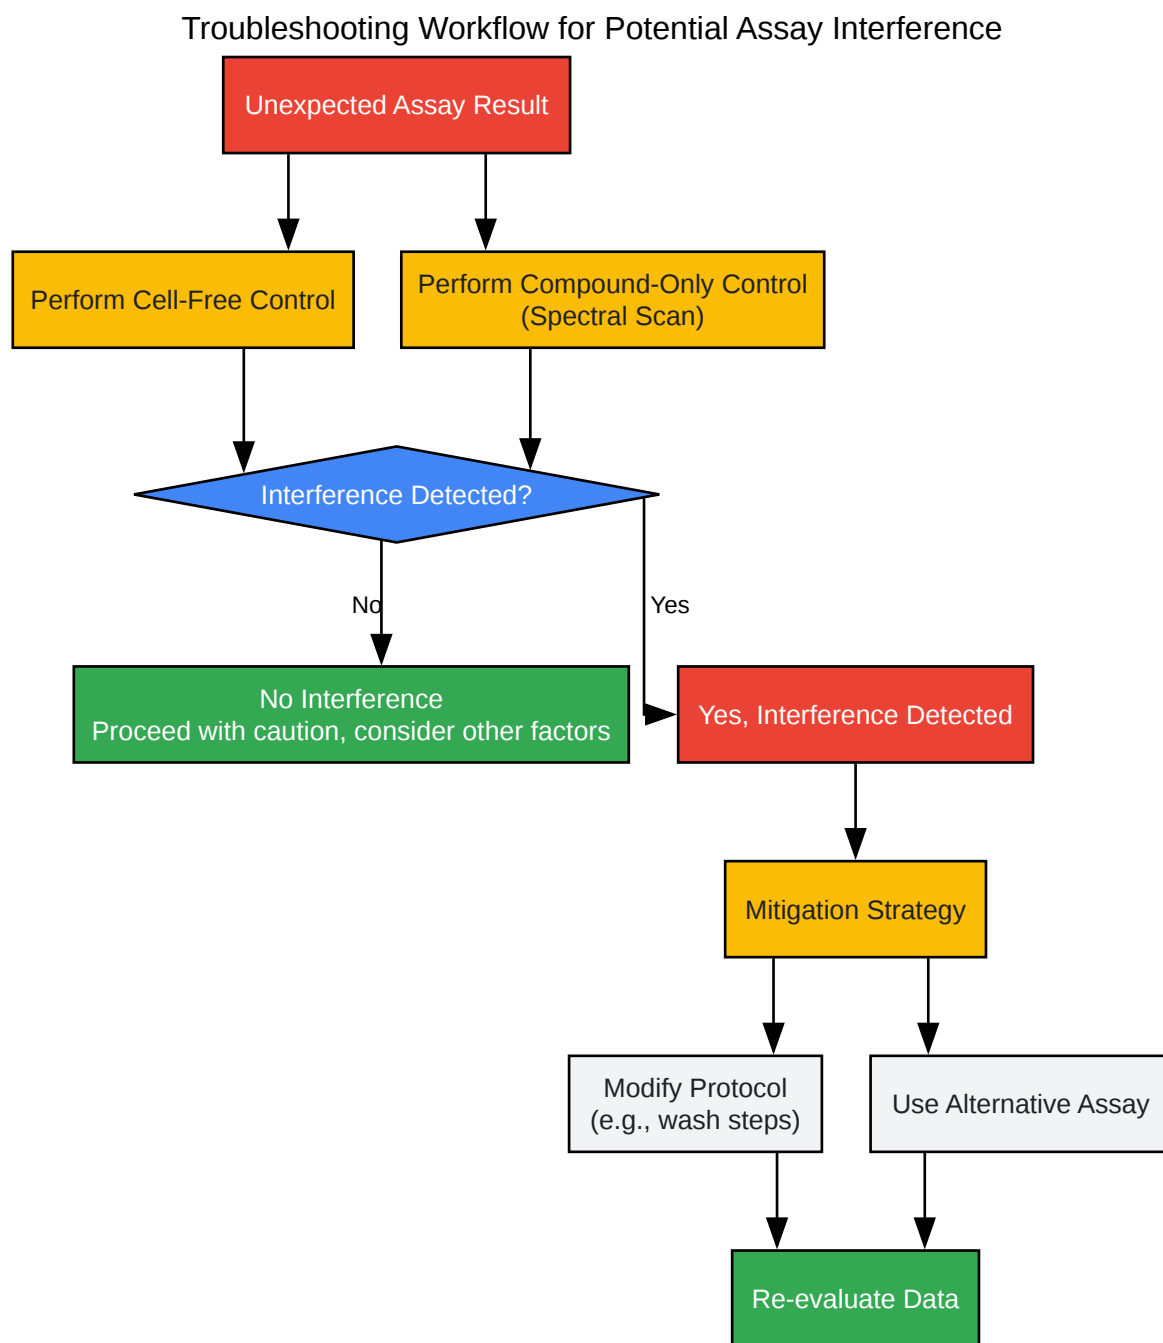 Troubleshooting Workflow for Potential Assay Interference
Unexpected Assay Result
Perform Cell-Free Control
Perform Compound-Only Control
(Spectral Scan)
Interference Detected?
No
Yes
No Interference
Proceed with caution, consider other factors
Yes, Interference Detected
Mitigation Strategy
Modify Protocol
(e.g., wash steps)
Use Alternative Assay
Re-evaluate Data